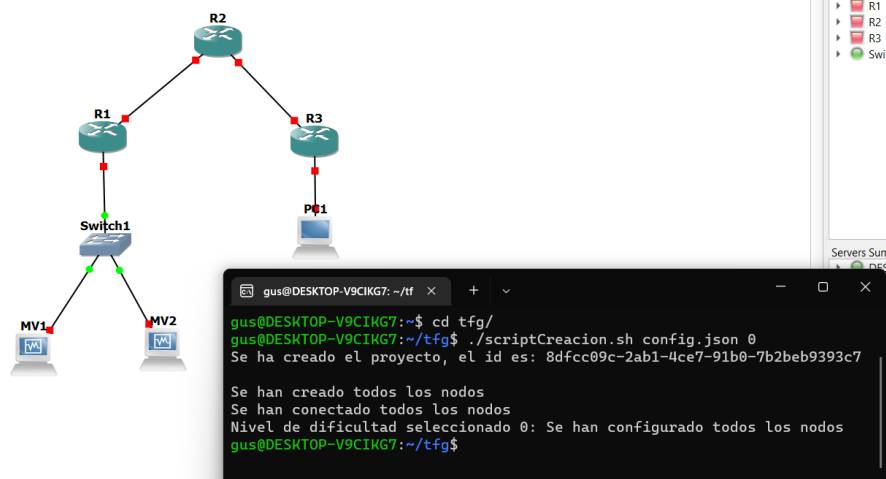 R2
R1
R3
Switch1
PC1
MV1
MV2
R1
R2
R3
Swi
Servers Sum
gus@DESKTOP-V9CIKG7: ~/tf
gus@DESKTOP-V9CIKG7:~$ cd tfg/
gus@DESKTOP-V9CIKG7:~/tfg$ ./scriptCreacion.sh config.json 0
Se ha creado el proyecto, el id es: 8dfcc09c-2ab1-4ce7-91b0-7b2beb9393c7
Se han creado todos los nodos
Se han conectado todos los nodos
Nivel de dificultad seleccionado 0: Se han configurado todos los nodos
gus@DESKTOP-V9CIKG7:~/tfg$